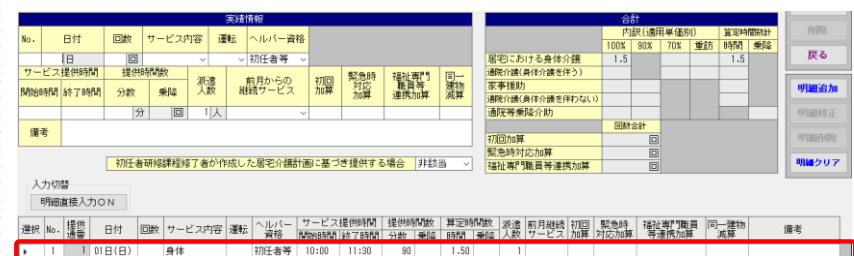 実績情報
No. 日付 回数 サービス内容 運転 ヘルパー資格
日 回 初任者等
サービス提供時間 提供時間数 派遣人数 前月からの継続サービス 初回加算 緊急時対応加算 福祉専門職員等連携加算 同一建物減算
開始時間 終了時間 分数 乗降
分 回 1 人
備考
初任者研修課程修了者が作成した居宅介護計画に基づき提供する場合 非該当
合計
内訳(適用単価別) 算定時間数計
100% 90% 70% 重訪 時間 乗降
居宅における身体介護 1.5 1.5
通院介護(身体介護を伴う)
家事援助
通院介護(身体介護を伴わない)
通院等乗降介助
回数合計
初回加算 回
緊急時対応加算 回
福祉専門職員等連携加算 回
削除
戻る
明細追加
明細修正
明細削除
明細クリア
入力切替
明細直接入力ON
選択 No. 提供通番 日付 回数 サービス内容 運転 ヘルパー資格 サービス提供時間 提供時間数 算定時間数 派遣人数 前月継続サービス 初回加算 緊急時対応加算 福祉専門職員等連携加算 同一建物減算 備考
開始時間 終了時間 分数 乗降 時間 乗降
1 1 01日(日) 身体 初任者等 10:00 11:30 90 1.50 1